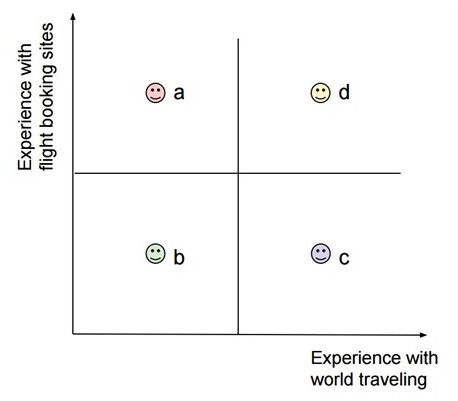 Experience with
flight booking sites
a
d
b
c
Experience with
world traveling